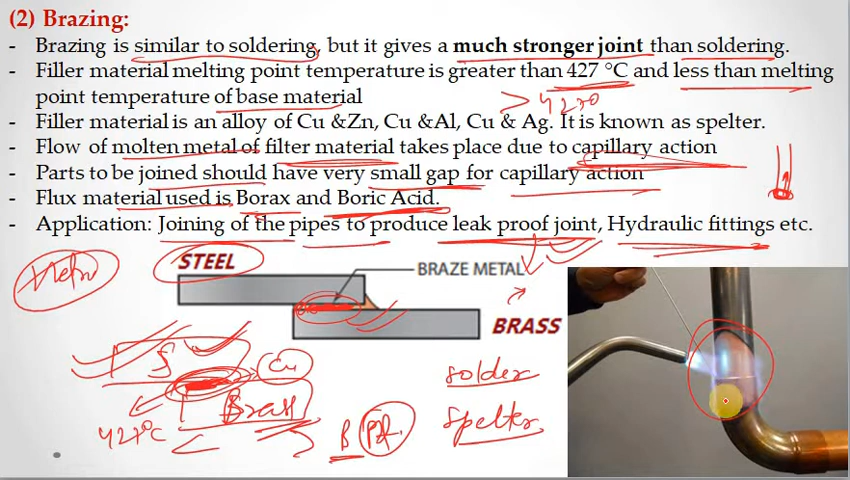 (2) Brazing:
- Brazing is similar to soldering, but it gives a much stronger joint than soldering.
- Filler material melting point temperature is greater than 427 °C and less than melting
point temperature of base material
> 4270
- Filler material is an alloy of Cu &Zn, Cu &Al, Cu & Ag. It is known as spelter.
- Flow of molten metal of filter material takes place due to capillary action
- Parts to be joined should have very small gap for capillary action
- Flux material used is Borax and Boric Acid.
- Application: Joining of the pipes to produce leak proof joint, Hydraulic fittings etc.
STEEL
BRAZE METAL
BRASS
S
Cu
Brass
427°C
B
solder
spelter